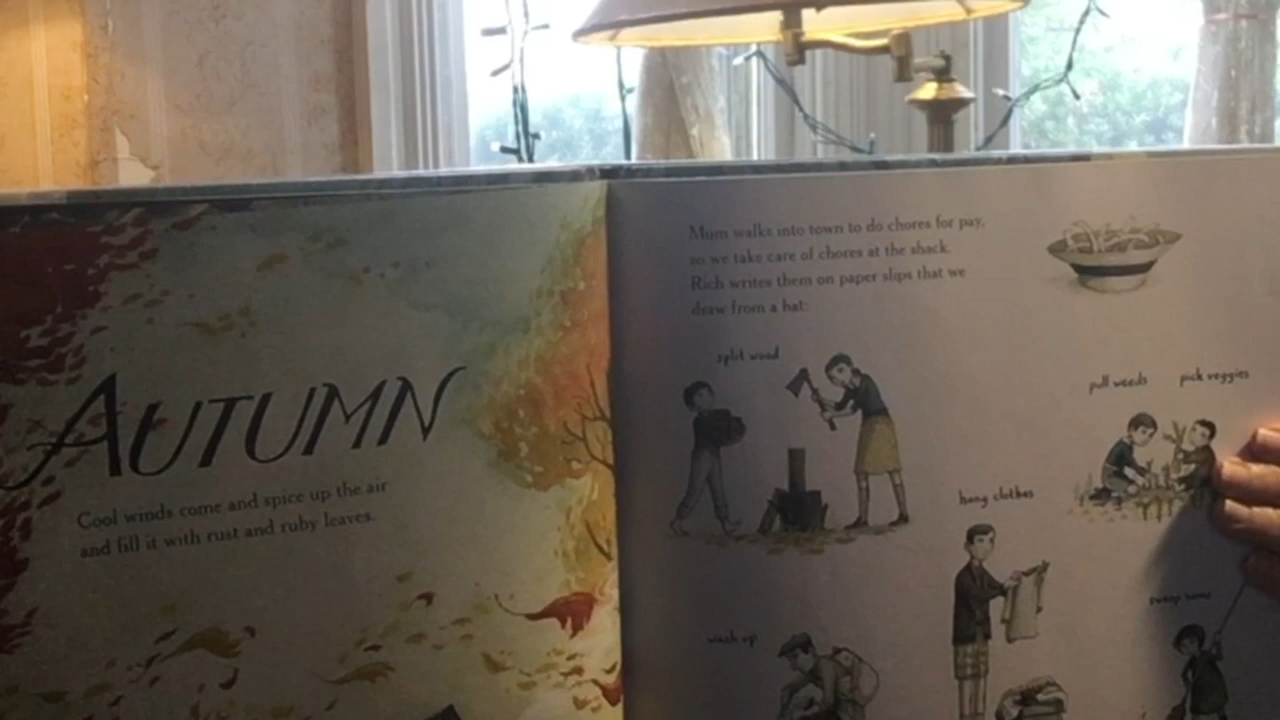 AUTUMN
Cool winds come and spice up the air
and fill it with rust and ruby leaves.
Mum walks into town to do chores for pay,
so we take care of chores at the shack.
Rich writes them on paper slips that we
draw from a hat:
split wood
pull weeds
pick veggies
hang clothes
wash up